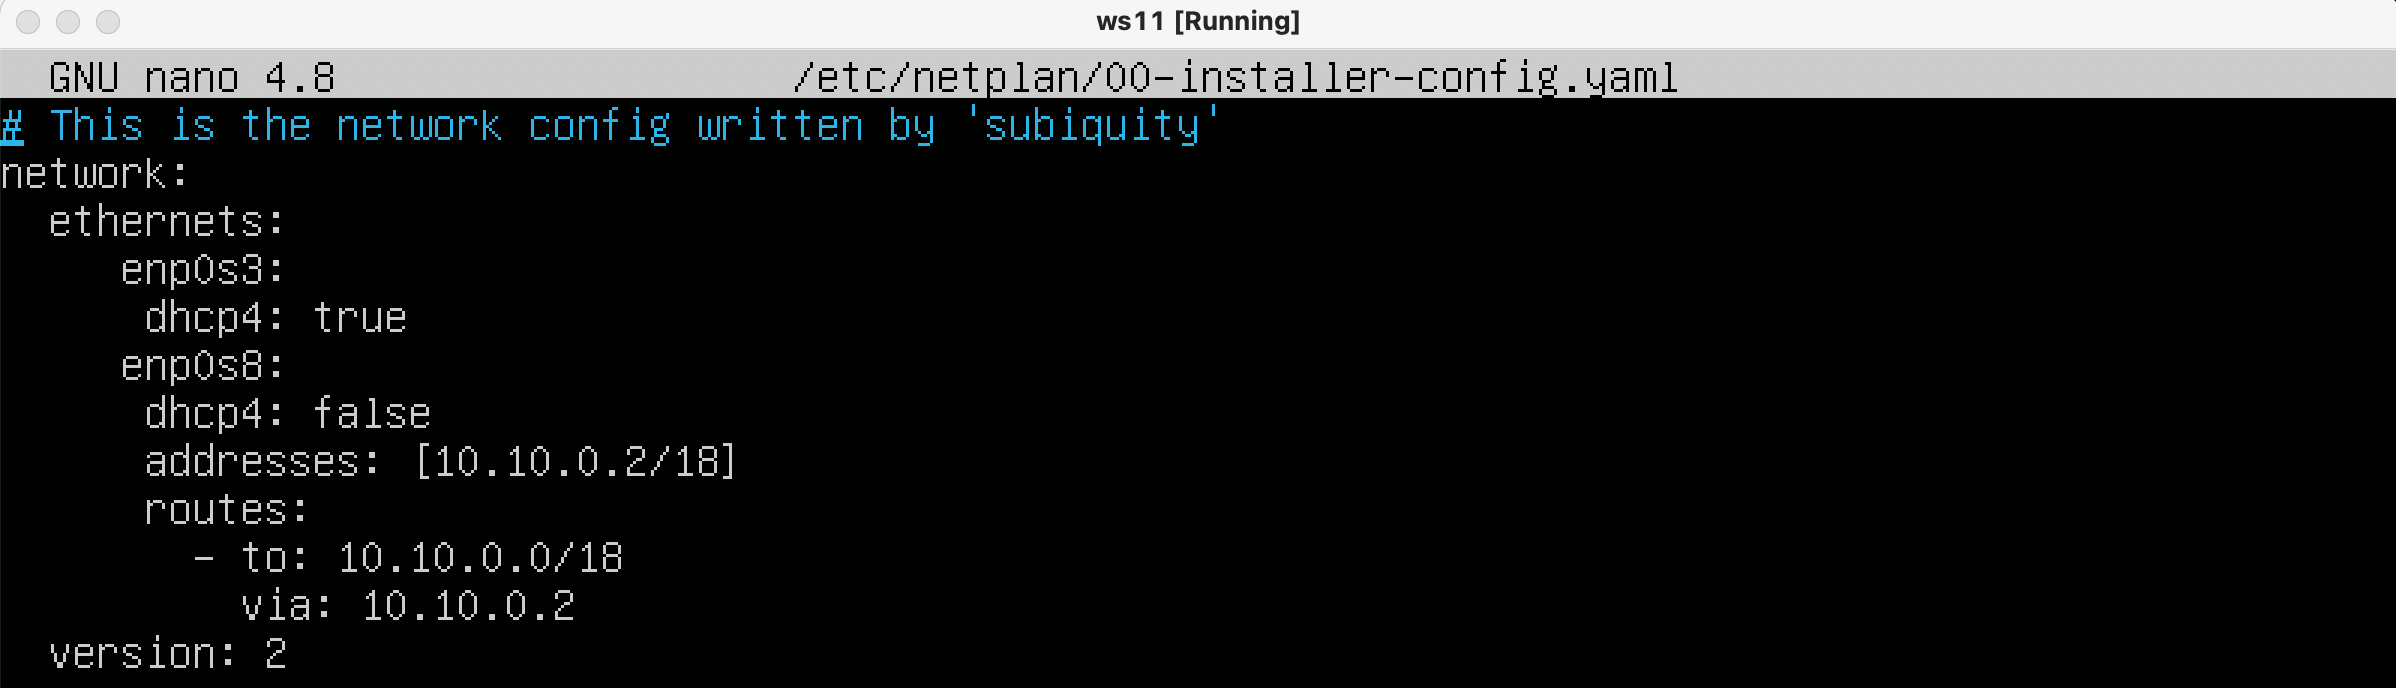 ws11 [Running]
GNU nano 4.8 /etc/netplan/00-installer-config.yaml
# This is the network config written by 'subiquity'
network:
  ethernets:
     enp0s3:
      dhcp4: true
     enp0s8:
      dhcp4: false
      addresses: [10.10.0.2/18]
      routes:
        - to: 10.10.0.0/18
          via: 10.10.0.2
  version: 2